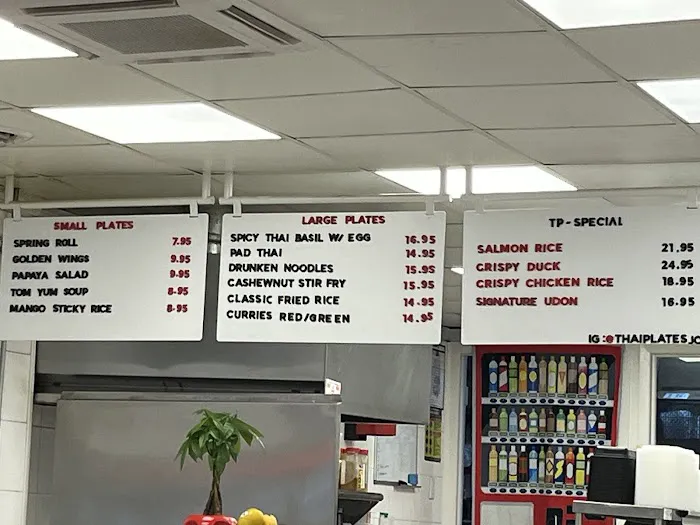 SMALL PLATES
SPRING ROLL 7.95
GOLDEN WINGS 9.95
PAPAYA SALAD 9.95
TOM YUM SOUP 8.95
MANGO STICKY RICE 8.95
LARGE PLATES
SPICY THAI BASIL W/ EGG 16.95
PAD THAI 14.95
DRUNKEN NOODLES 15.95
CASHEWNUT STIR FRY 15.95
CLASSIC FRIED RICE 14.95
CURRIES RED/GREEN 14.95
TP-SPECIAL
SALMON RICE 21.95
CRISPY DUCK 24.95
CRISPY CHICKEN RICE 18.95
SIGNATURE UDON 16.95
IG:@THAIPLATESJC